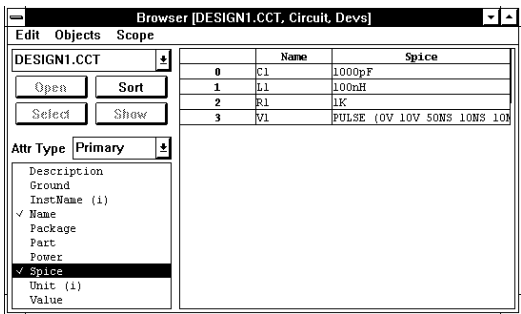 Browser [DESIGN1.CCT, Circuit, Devs]
Edit Objects Scope
DESIGN1.CCT
Open Sort
Select Show
Attr Type Primary
Description
Ground
InstName (i)
✓ Name
Package
Part
Power
✓ Spice
Unit (i)
Value
Name Spice
0 C1 1000pF
1 L1 100nH
2 R1 1K
3 V1 PULSE (0V 10V 50NS 10NS